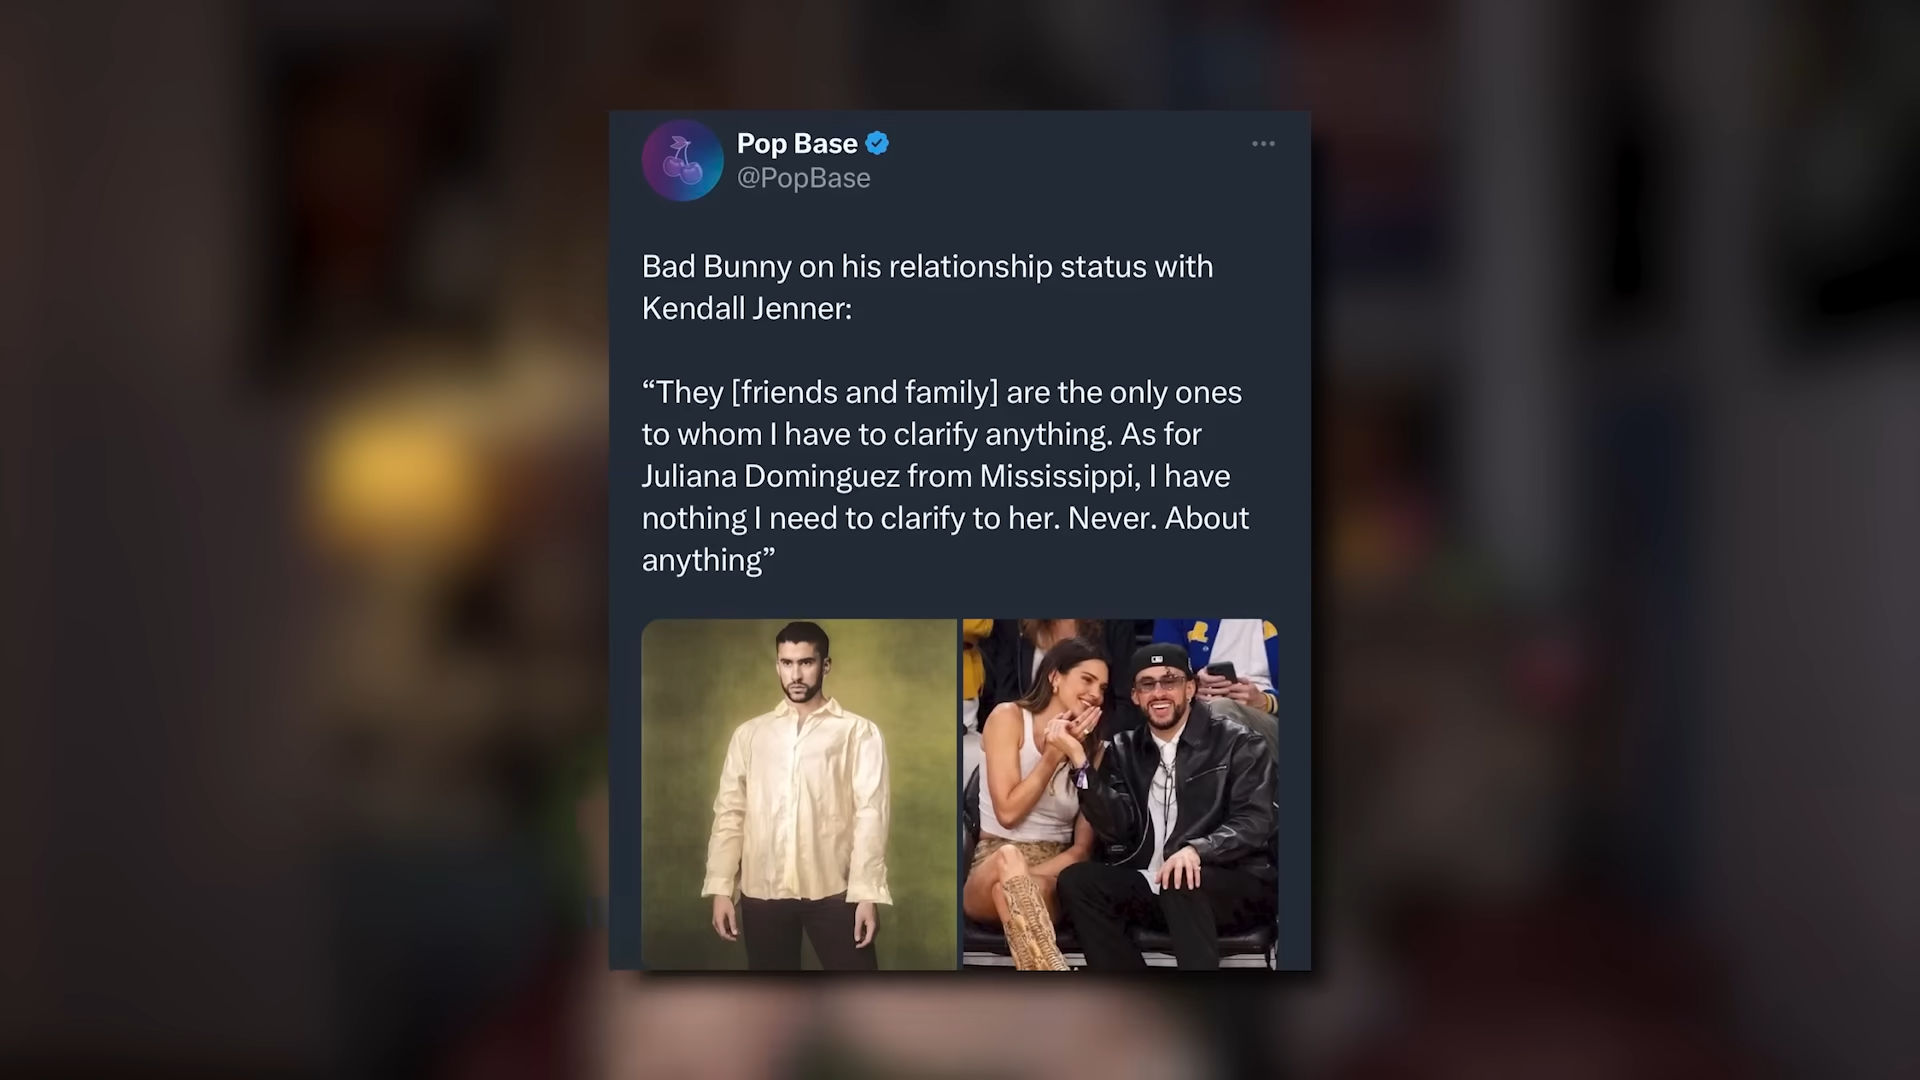 Pop Base
@PopBase
Bad Bunny on his relationship status with
Kendall Jenner:
“They [friends and family] are the only ones
to whom I have to clarify anything. As for
Juliana Dominguez from Mississippi, I have
nothing I need to clarify to her. Never. About
anything”